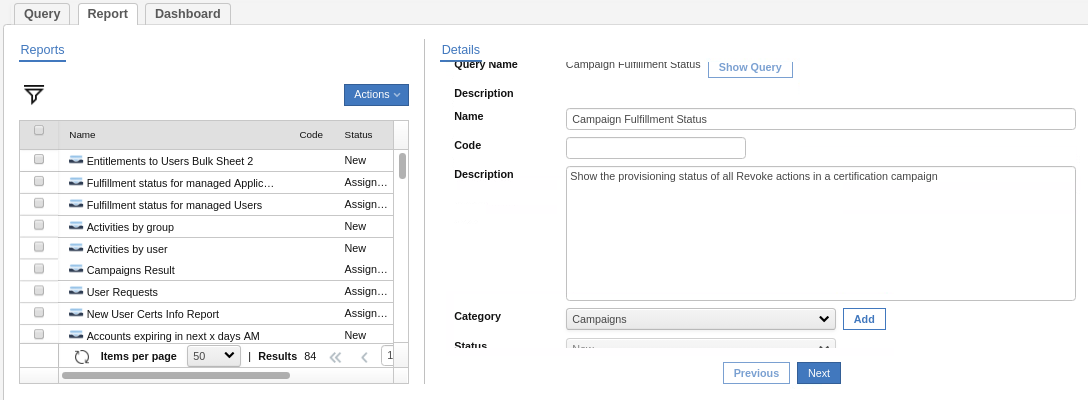 Query Report Dashboard
Reports
Actions
Name Code Status
Entitlements to Users Bulk Sheet 2 New
Fulfillment status for managed Applic... Assign...
Fulfillment status for managed Users Assign...
Activities by group New
Activities by user New
Campaigns Result Assign...
User Requests Assign...
New User Certs Info Report Assign...
Accounts expiring in next x days AM New
Items per page 50 | Results 84 1
Details
Query Name Campaign Fulfillment Status Show Query
Description
Name Campaign Fulfillment Status
Code
Description Show the provisioning status of all Revoke actions in a certification campaign
Category Campaigns Add
Status New
Previous Next